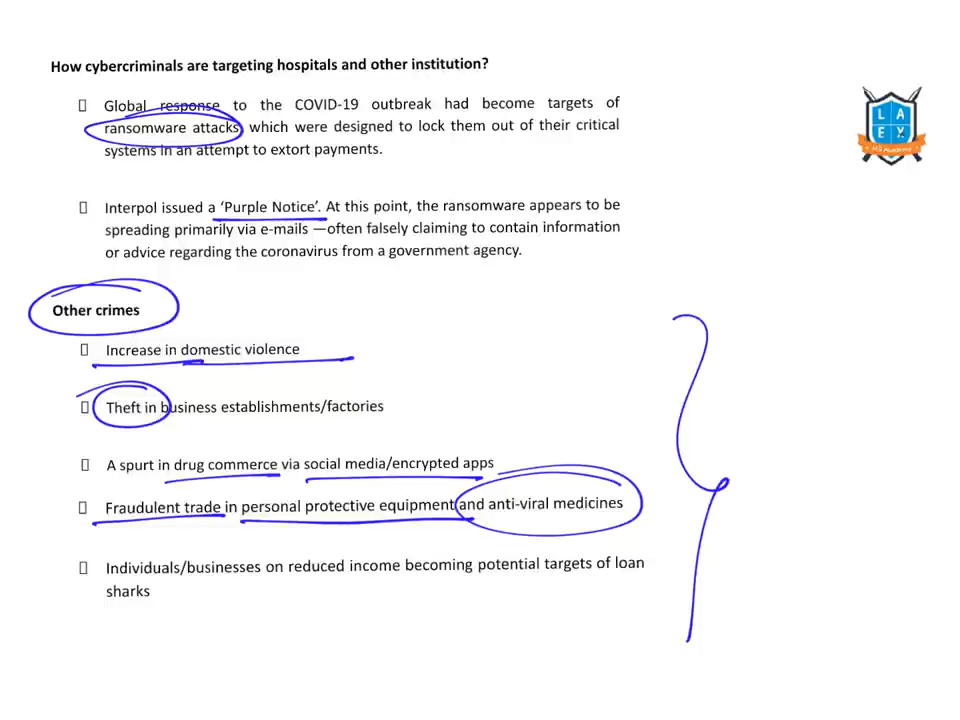 How cybercriminals are targeting hospitals and other institution?
Global response to the COVID-19 outbreak had become targets of
ransomware attacks, which were designed to lock them out of their critical
systems in an attempt to extort payments.
Interpol issued a ‘Purple Notice’. At this point, the ransomware appears to be
spreading primarily via e-mails —often falsely claiming to contain information
or advice regarding the coronavirus from a government agency.
Other crimes
Increase in domestic violence
Theft in business establishments/factories
A spurt in drug commerce via social media/encrypted apps
Fraudulent trade in personal protective equipment and anti-viral medicines
Individuals/businesses on reduced income becoming potential targets of loan
sharks
L A
E X
MS Academy